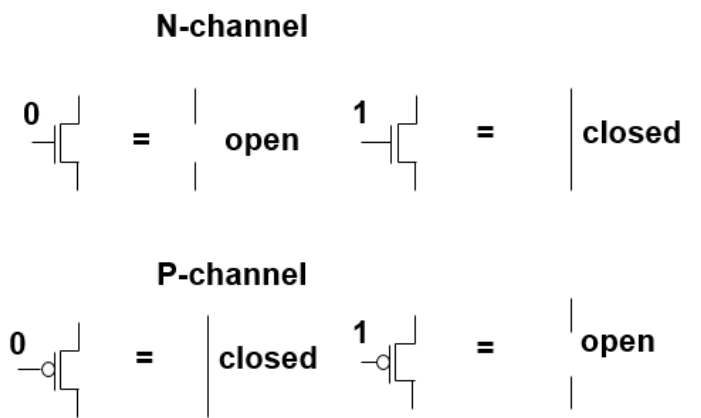 N-channel
0 = open 1 = closed
P-channel
0 = closed 1 = open